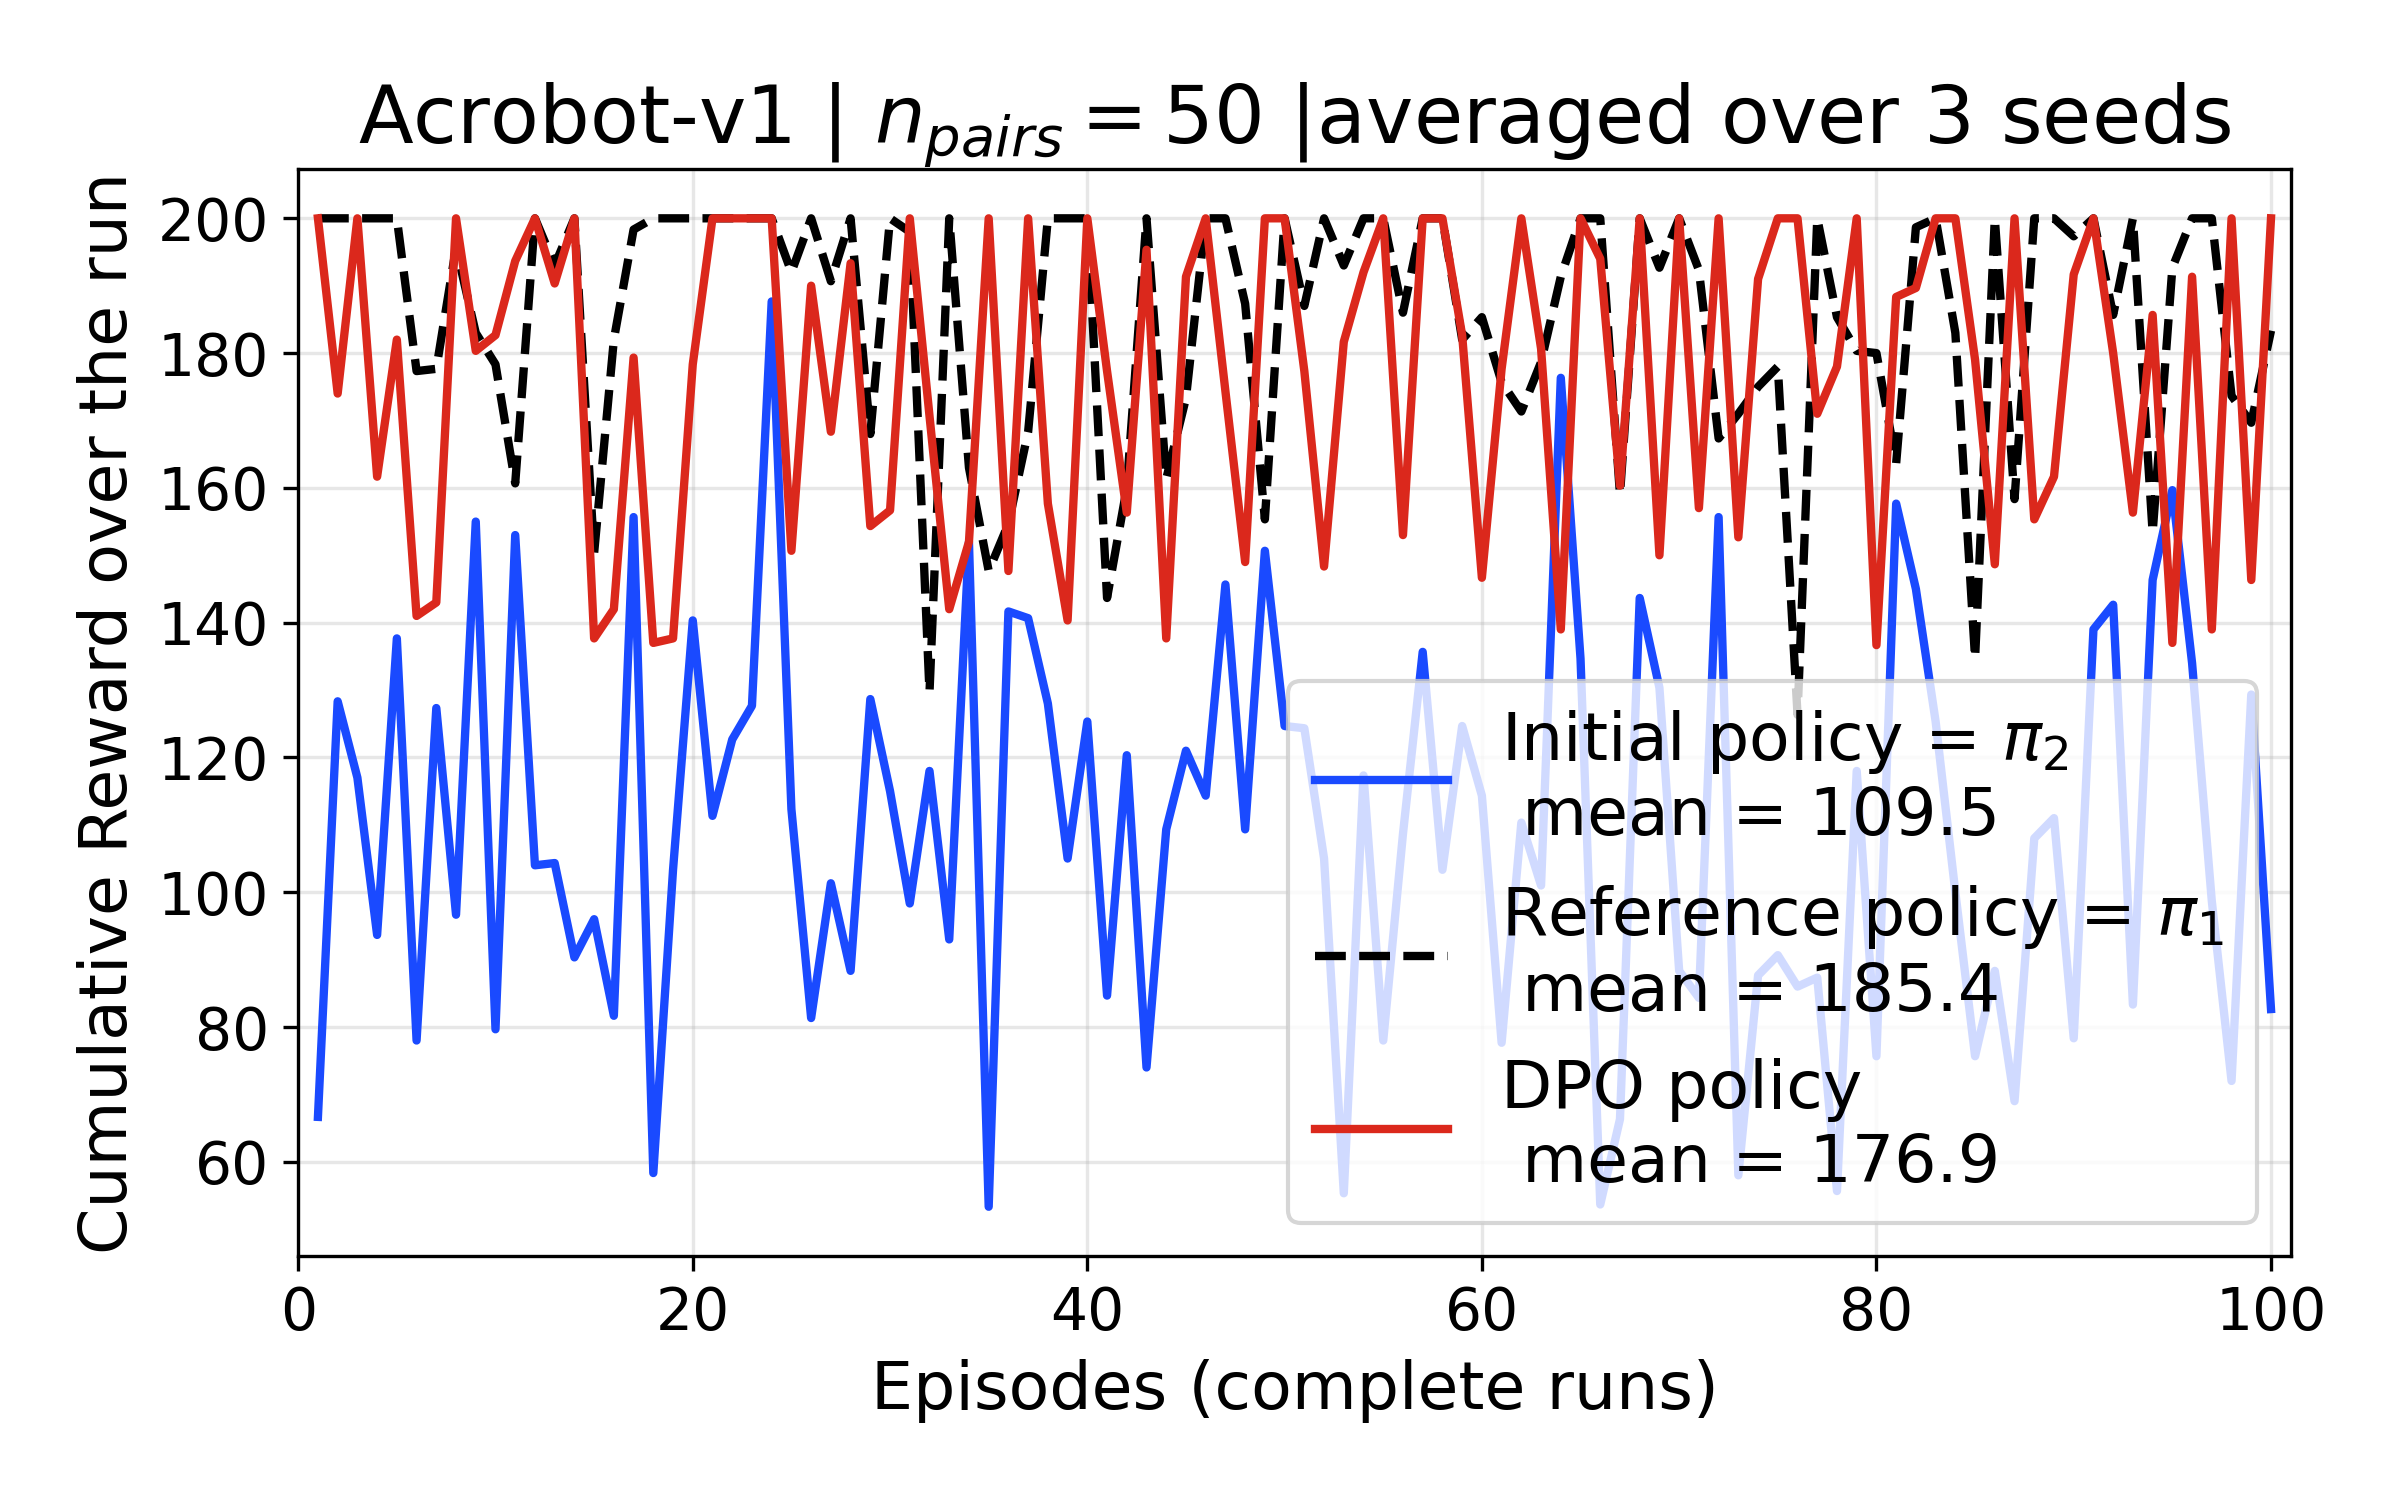 Acrobot-v1 | n_pairs = 50 |averaged over 3 seeds
Cumulative Reward over the run
200
180
160
140
120
100
80
60
Initial policy = π₂
mean = 109.5
Reference policy = π₁
mean = 185.4
DPO policy
mean = 176.9
0 20 40 60 80 100
Episodes (complete runs)